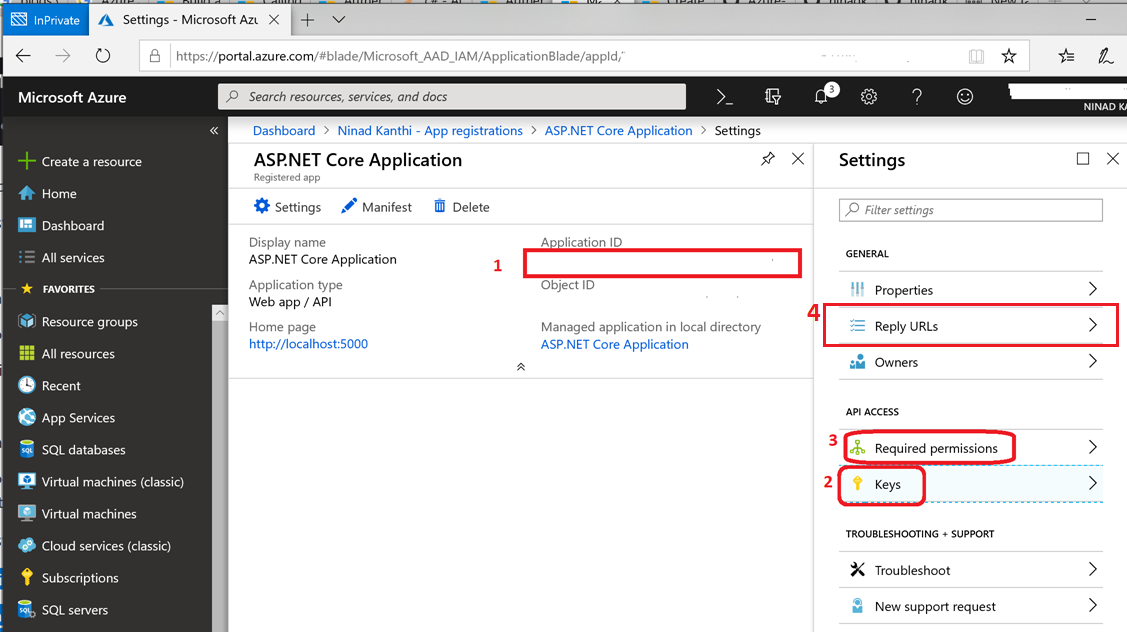 InPrivate
Settings - Microsoft Azu
https://portal.azure.com/#blade/Microsoft_AAD_IAM/ApplicationBlade/appId/
Microsoft Azure
Search resources, services, and docs
3
NINAD KA
Create a resource
Home
Dashboard
All services
FAVORITES
Resource groups
All resources
Recent
App Services
SQL databases
Virtual machines (classic)
Virtual machines
Cloud services (classic)
Subscriptions
SQL servers
Dashboard > Ninad Kanthi - App registrations > ASP.NET Core Application > Settings
ASP.NET Core Application
Registered app
Settings
Manifest
Delete
Display name
ASP.NET Core Application
Application type
Web app / API
Home page
http://localhost:5000
Application ID
1
Object ID
Managed application in local directory
ASP.NET Core Application
Settings
Filter settings
GENERAL
Properties
4
Reply URLs
Owners
API ACCESS
3
Required permissions
2
Keys
TROUBLESHOOTING + SUPPORT
Troubleshoot
New support request